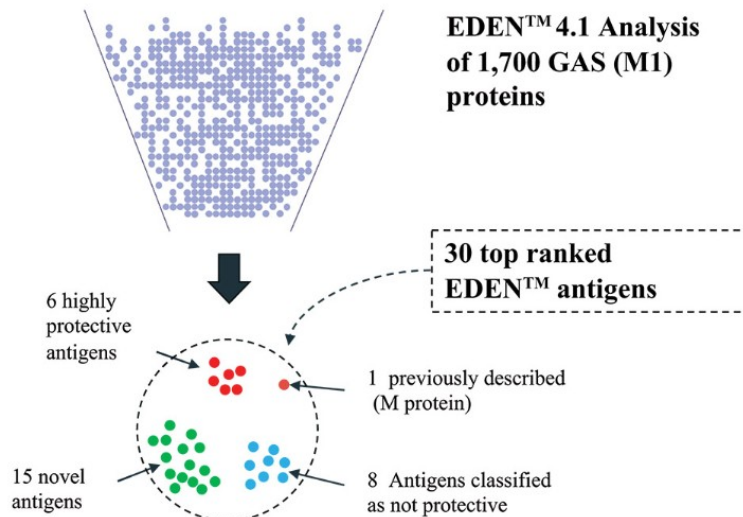 EDEN™ 4.1 Analysis
of 1,700 GAS (M1)
proteins
30 top ranked
EDEN™ antigens
6 highly
protective
antigens
1 previously described
(M protein)
15 novel
antigens
8 Antigens classified
as not protective